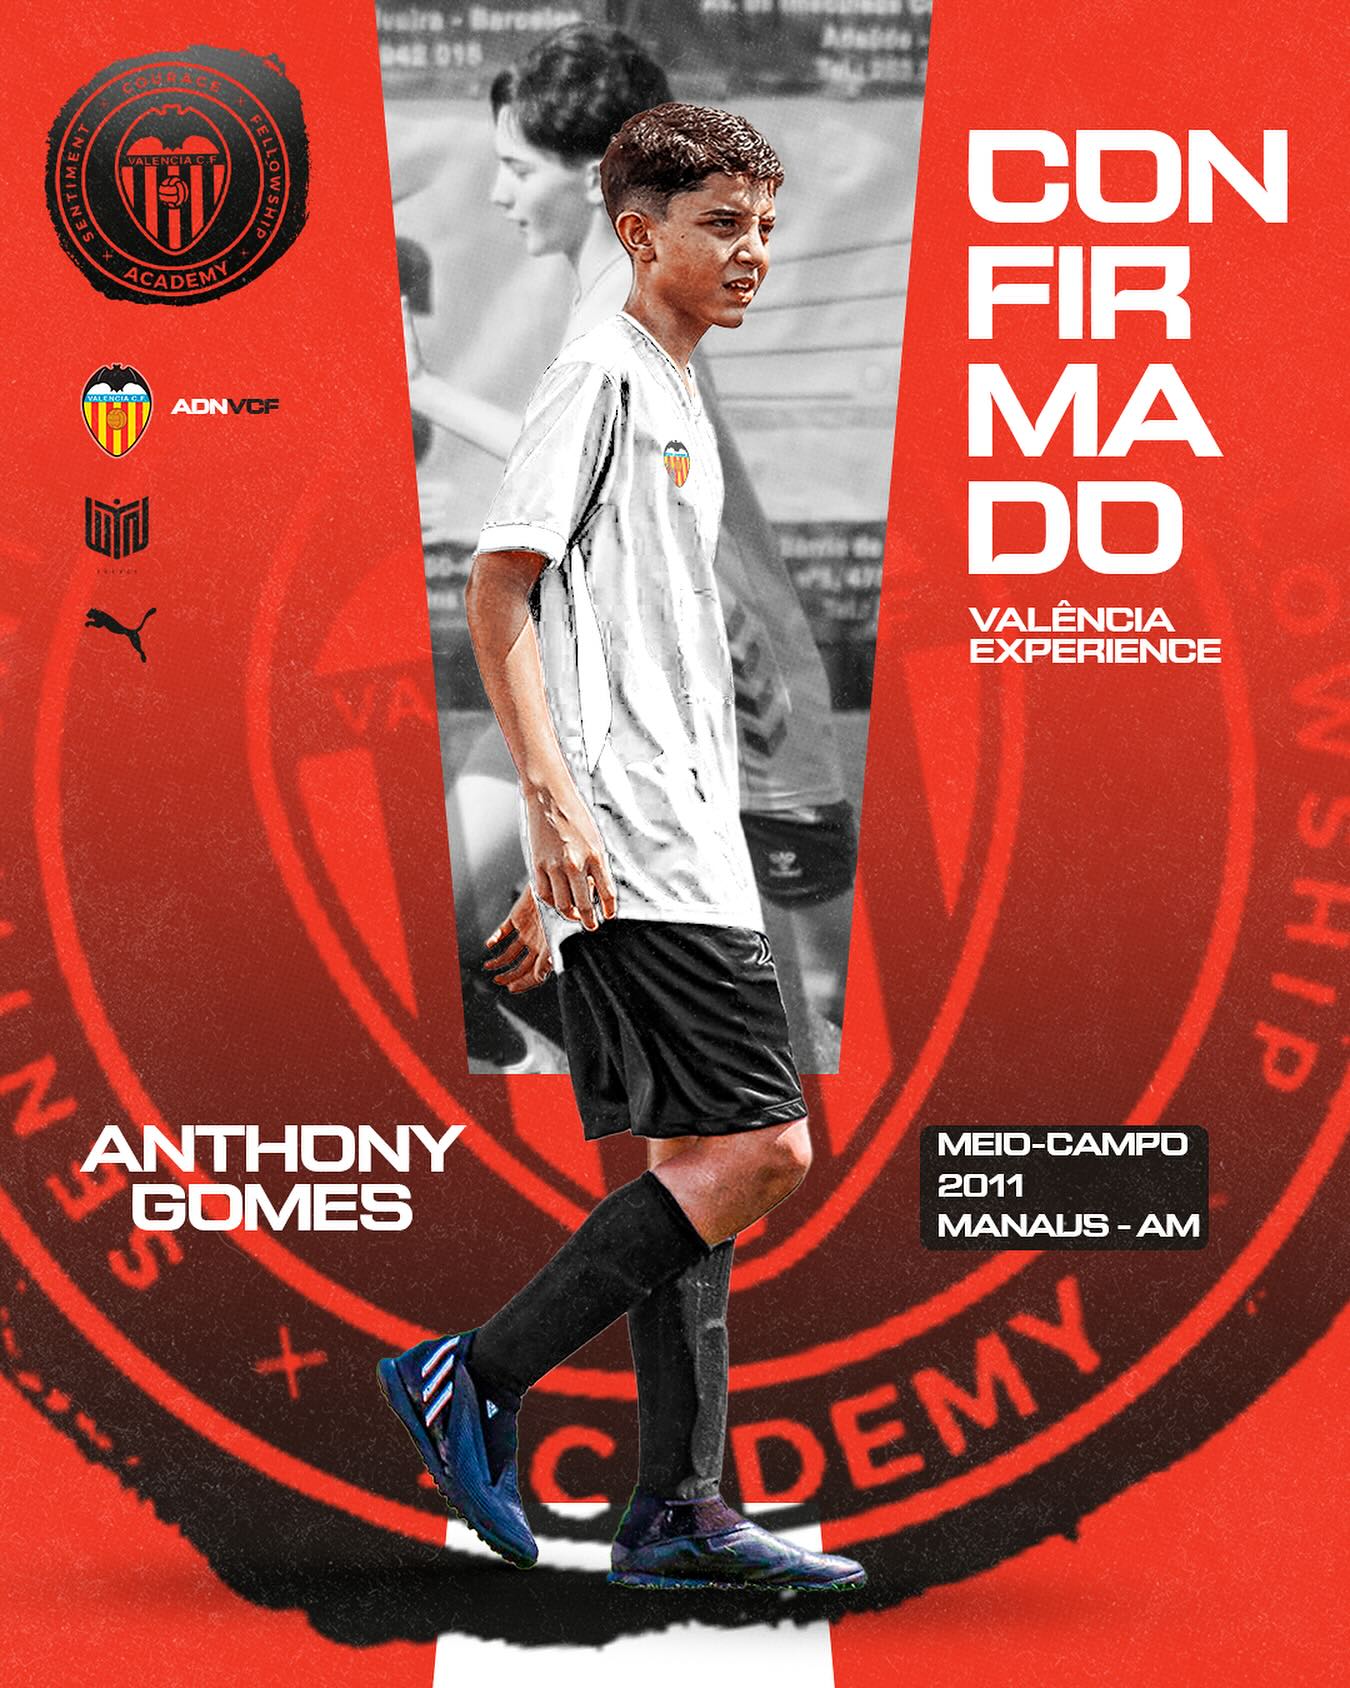 COURAGE
FELLOWSHIP
SENTIMENT
VALENCIA C.F
ACADEMY
VALENCIA C.F.
ADNVCF
CON
FIR
MA
DO
VALÊNCIA
EXPERIENCE
ANTHONY
GOMES
MEIO-CAMPO
2011
MANAUS - AM